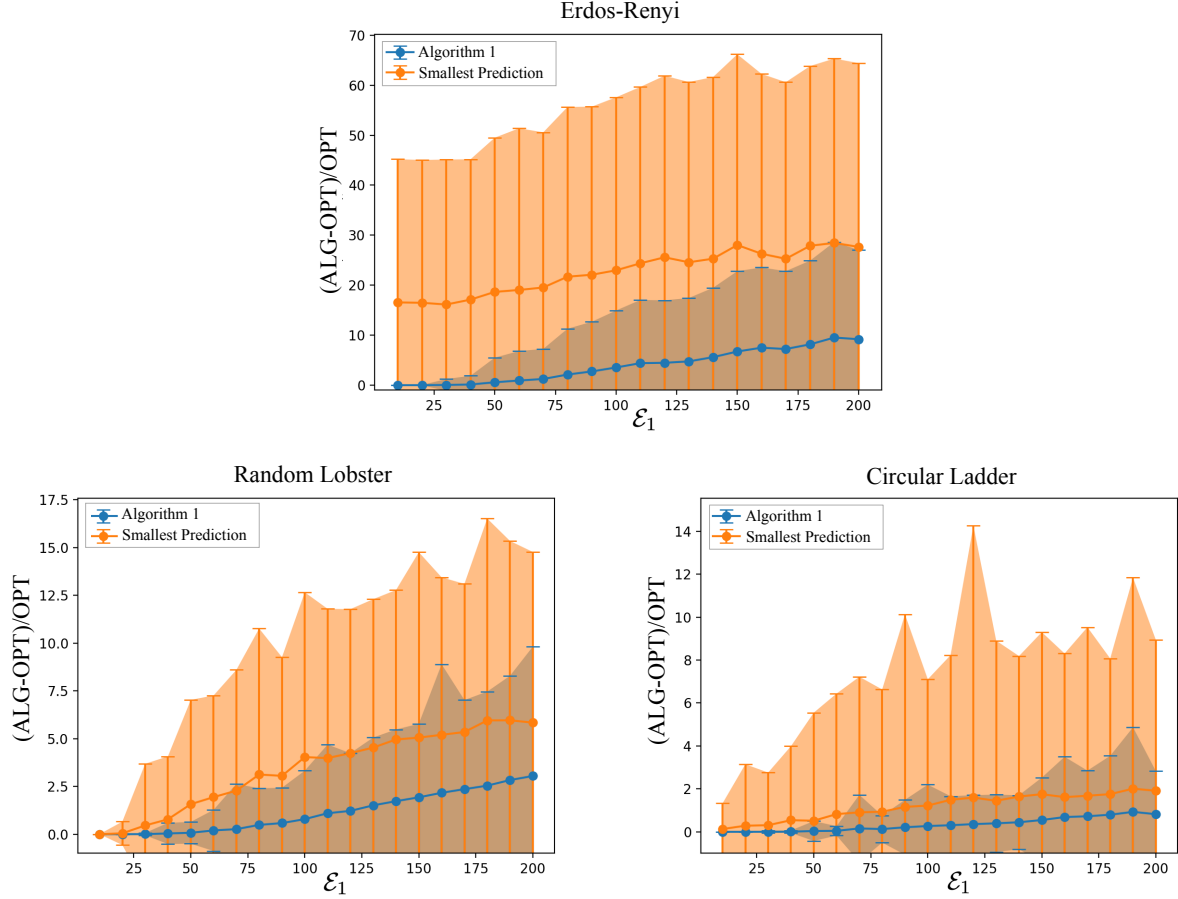 Erdos-Renyi
70
60
50
40
30
20
10
0
(ALG-OPT)/OPT
Algorithm 1
Smallest Prediction
25 50 75 100 125 150 175 200
ℰ₁
Random Lobster
17.5
15.0
12.5
10.0
7.5
5.0
2.5
0.0
(ALG-OPT)/OPT
Algorithm 1
Smallest Prediction
25 50 75 100 125 150 175 200
ℰ₁
Circular Ladder
14
12
10
8
6
4
2
0
(ALG-OPT)/OPT
Algorithm 1
Smallest Prediction
25 50 75 100 125 150 175 200
ℰ₁